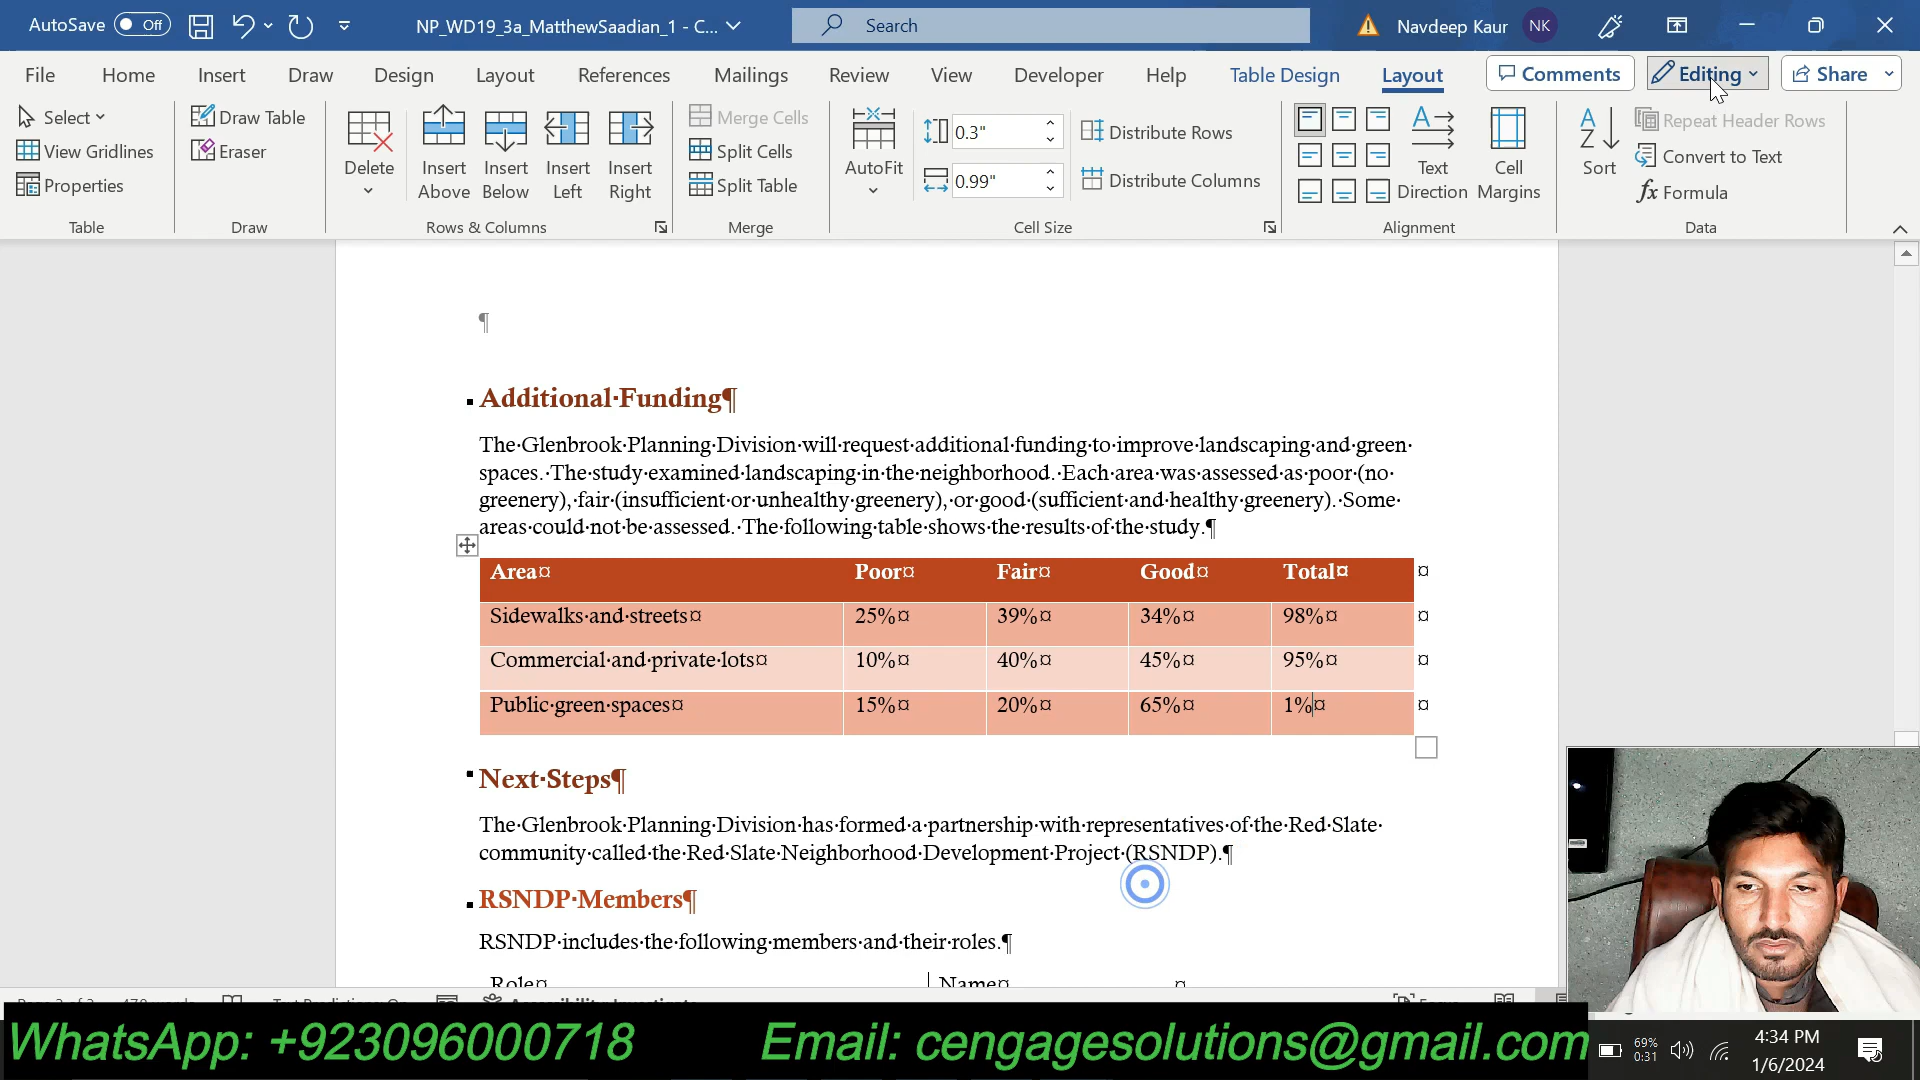 AutoSave Off NP_WD19_3a_MatthewSaadian_1 - C... Search Navdeep Kaur NK
File Home Insert Draw Design Layout References Mailings Review View Developer Help Table Design Layout Comments Editing Share
Select
View Gridlines
Properties
Table
Draw Table
Eraser
Draw
Delete
Insert Above
Insert Below
Insert Left
Insert Right
Rows & Columns
Merge Cells
Split Cells
Split Table
Merge
AutoFit
0.3"
0.99"
Distribute Rows
Distribute Columns
Cell Size
Text Direction
Cell Margins
Alignment
A Z
Sort
Repeat Header Rows
Convert to Text
fx Formula
Data
¶
Additional·Funding¶
The·Glenbrook·Planning·Division·will·request·additional·funding·to·improve·landscaping·and·green·
spaces.·The·study·examined·landscaping·in·the·neighborhood.·Each·area·was·assessed·as·poor·(no·
greenery),·fair·(insufficient·or·unhealthy·greenery),·or·good·(sufficient·and·healthy·greenery).·Some·
areas·could·not·be·assessed.·The·following·table·shows·the·results·of·the·study.¶
Area¤ Poor¤ Fair¤ Good¤ Total¤ ¤
Sidewalks·and·streets¤ 25%¤ 39%¤ 34%¤ 98%¤ ¤
Commercial·and·private·lots¤ 10%¤ 40%¤ 45%¤ 95%¤ ¤
Public·green·spaces¤ 15%¤ 20%¤ 65%¤ 1%¤ ¤
Next·Steps¶
The·Glenbrook·Planning·Division·has·formed·a·partnership·with·representatives·of·the·Red·Slate·
community·called·the·Red·Slate·Neighborhood·Development·Project·(RSNDP).¶
RSNDP·Members¶
RSNDP·includes·the·following·members·and·their·roles.¶
Role¤ Name¤ ¤
WhatsApp: +923096000718 Email: cengagesolutions@gmail.com
69%
0:31
4:34 PM
1/6/2024